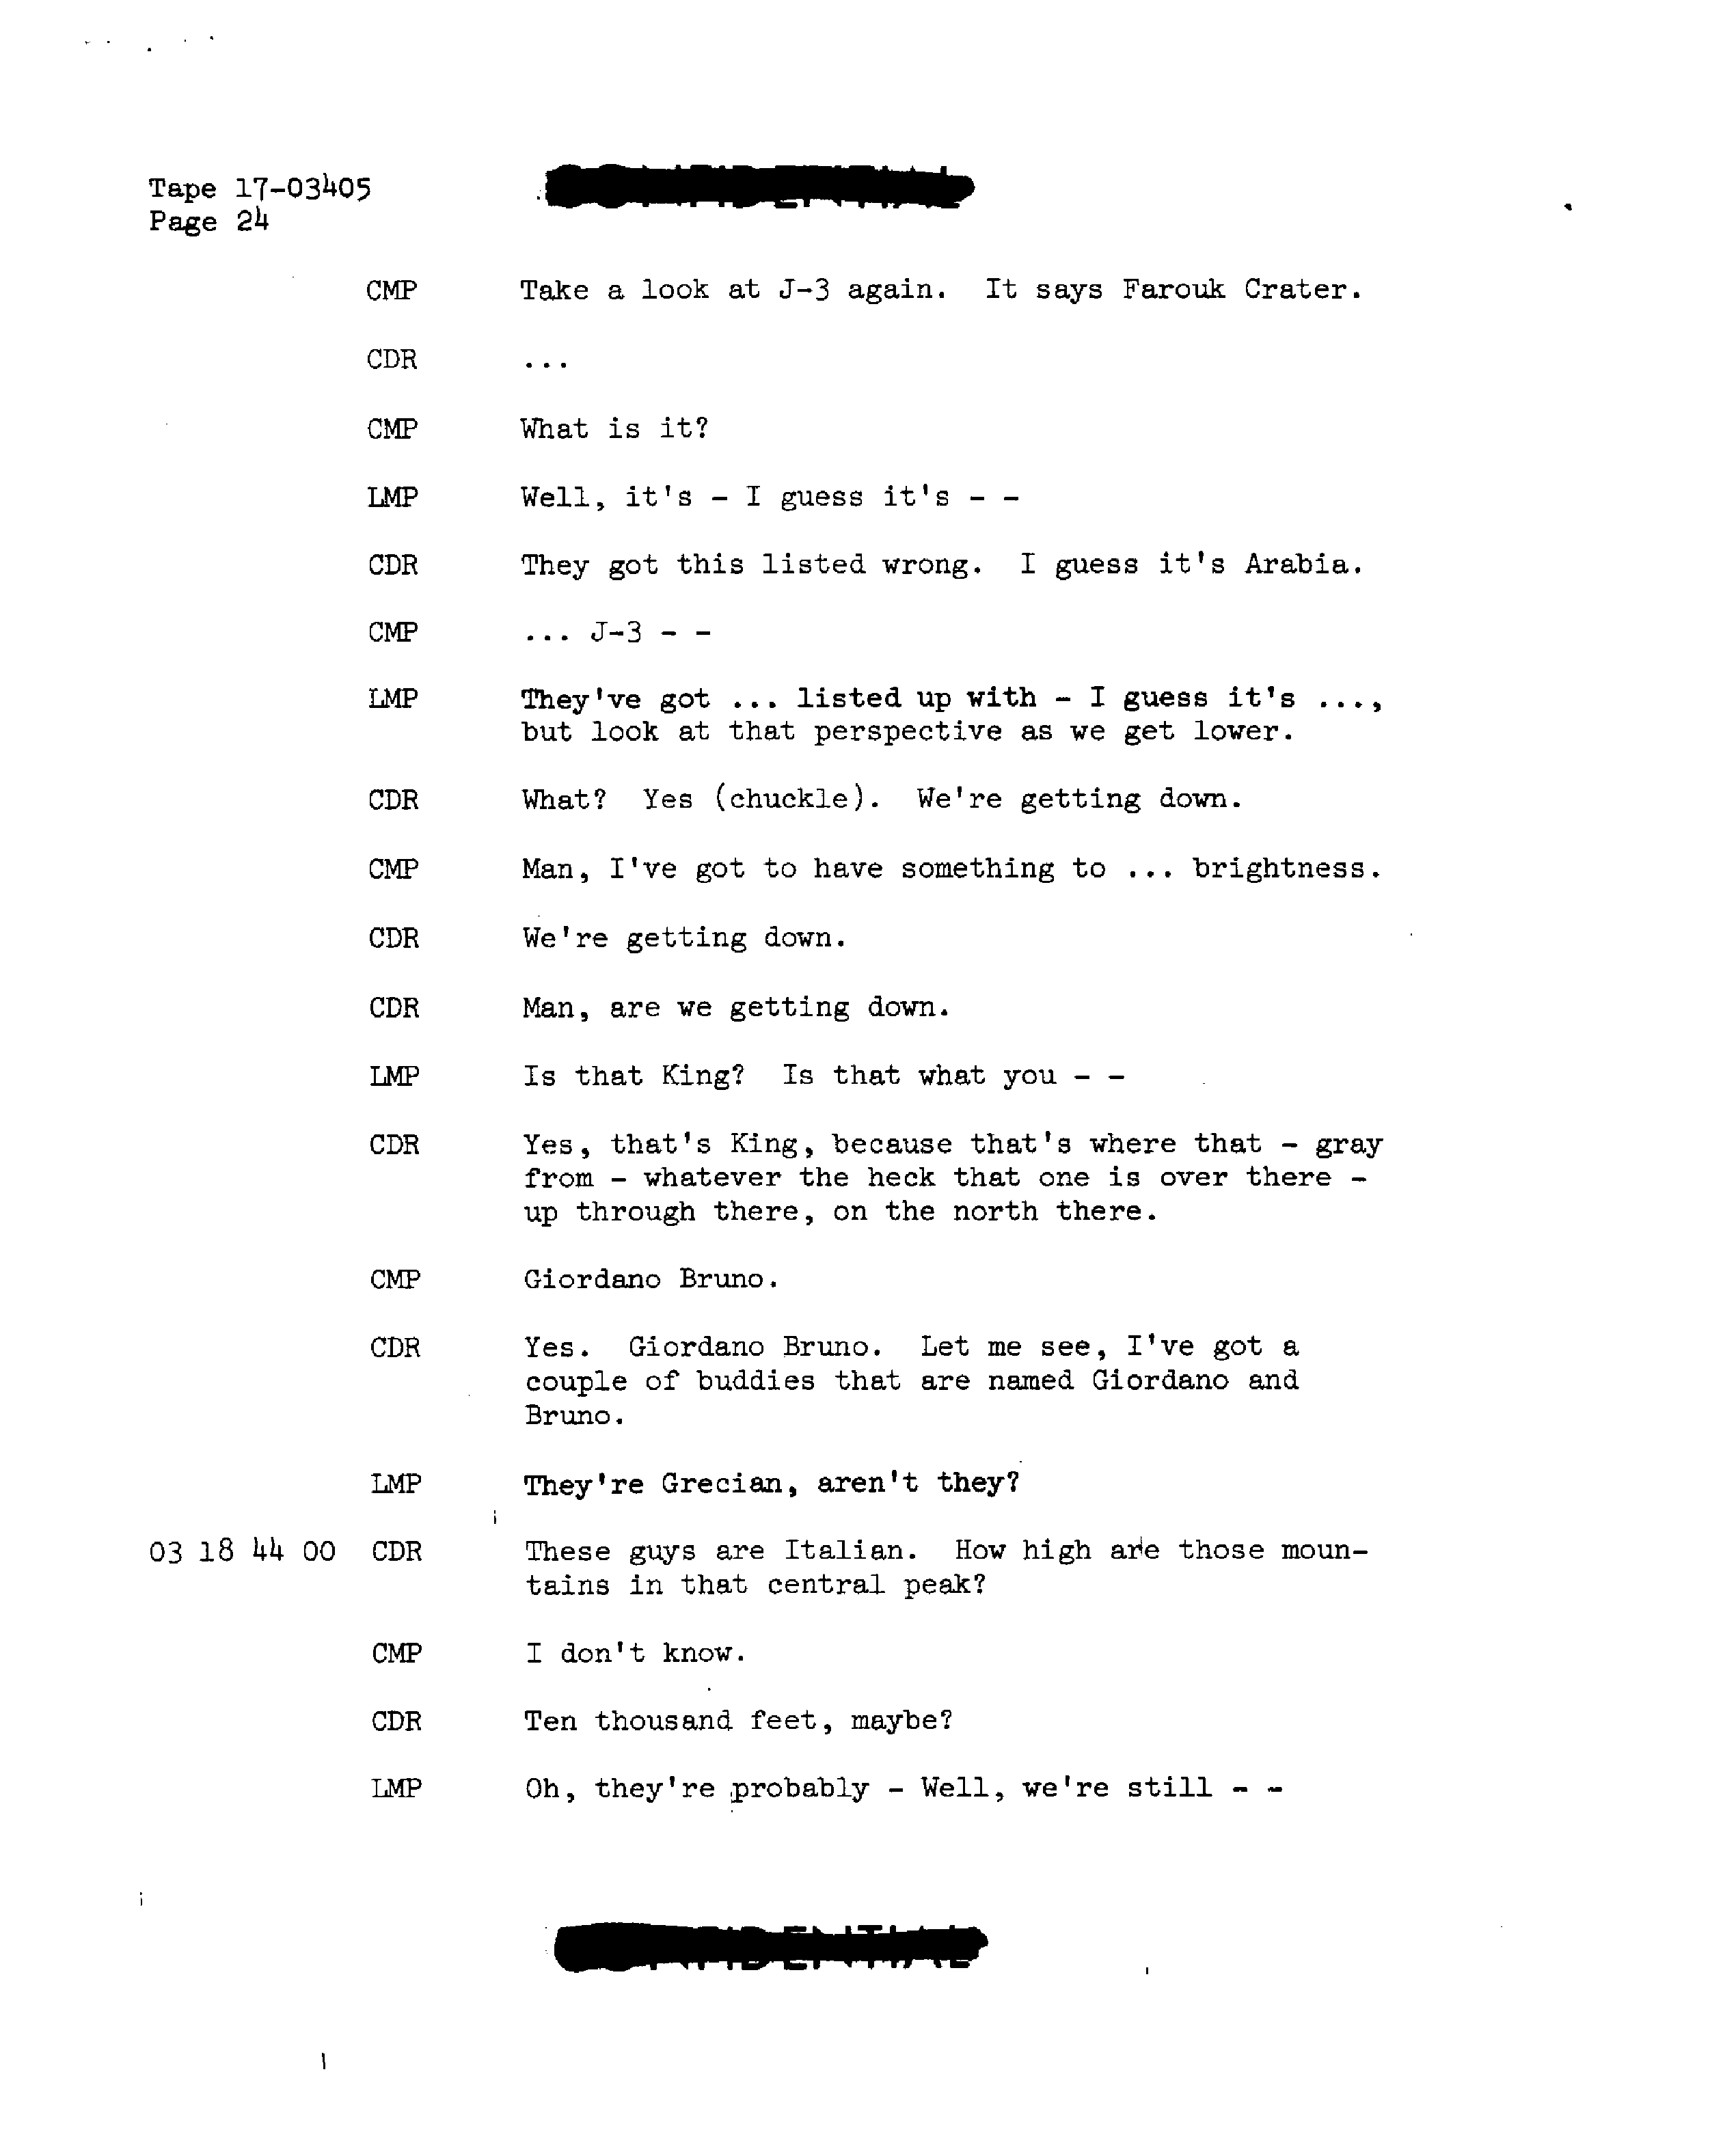 Tape 17-03405
Page 24
CMP Take a look at J-3 again. It says Farouk Crater.
CDR ...
CMP What is it?
LMP Well, it's - I guess it's - -
CDR They got this listed wrong. I guess it's Arabia.
CMP ... J-3 - -
LMP They've got ... listed up with - I guess it's ...,
but look at that perspective as we get lower.
CDR What? Yes (chuckle). We're getting down.
CMP Man, I've got to have something to ... brightness.
CDR We're getting down.
CDR Man, are we getting down.
LMP Is that King? Is that what you - -
CDR Yes, that's King, because that's where that - gray
from - whatever the heck that one is over there -
up through there, on the north there.
CMP Giordano Bruno.
CDR Yes. Giordano Bruno. Let me see, I've got a
couple of buddies that are named Giordano and
Bruno.
LMP They're Grecian, aren't they?
03 18 44 00 CDR These guys are Italian. How high are those moun-
tains in that central peak?
CMP I don't know.
CDR Ten thousand feet, maybe?
LMP Oh, they're probably - Well, we're still - -